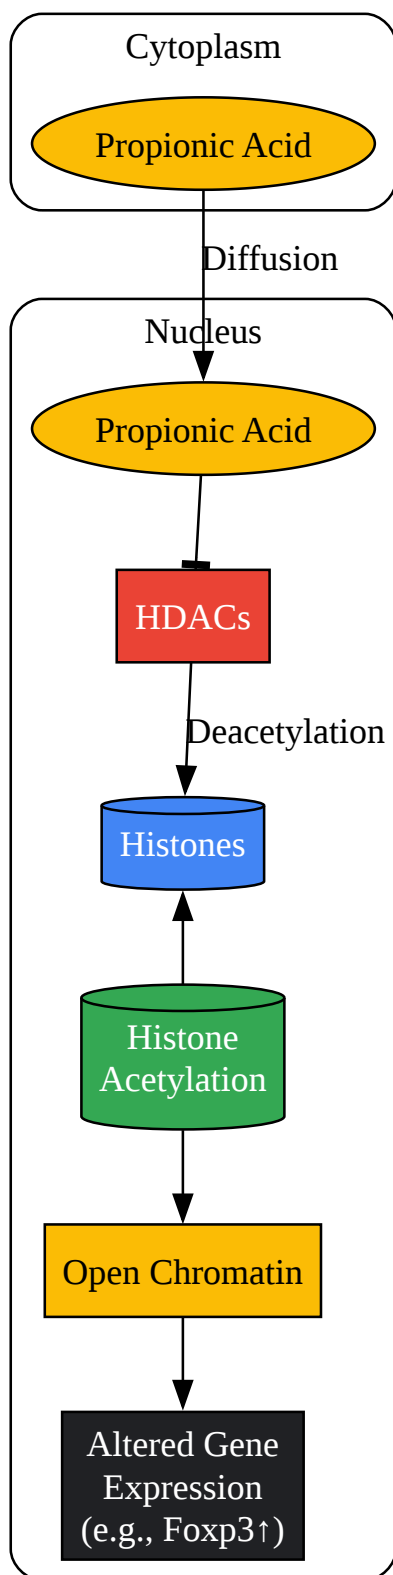 Cytoplasm
Propionic Acid
Diffusion
Nucleus
Propionic Acid
HDACs
Deacetylation
Histones
Histone
Acetylation
Open Chromatin
Altered Gene
Expression
(e.g., Foxp3↑)